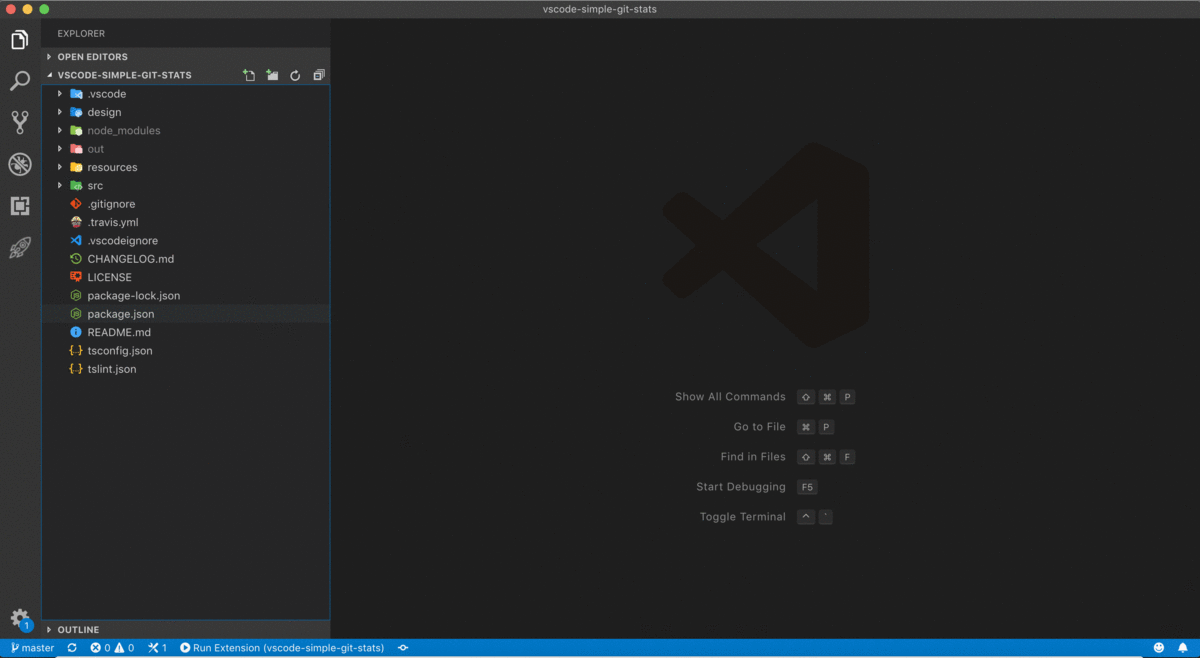 vscode-simple-git-stats
EXPLORER
OPEN EDITORS
VSCODE-SIMPLE-GIT-STATS
.vscode
design
node_modules
out
resources
src
.gitignore
.travis.yml
.vscodeignore
CHANGELOG.md
LICENSE
package-lock.json
package.json
README.md
{..} tsconfig.json
{..} tslint.json
OUTLINE
Show All Commands ⇧ ⌘ P
Go to File ⌘ P
Find in Files ⇧ ⌘ F
Start Debugging F5
Toggle Terminal ^ `
1
master 0 0 1 Run Extension (vscode-simple-git-stats)